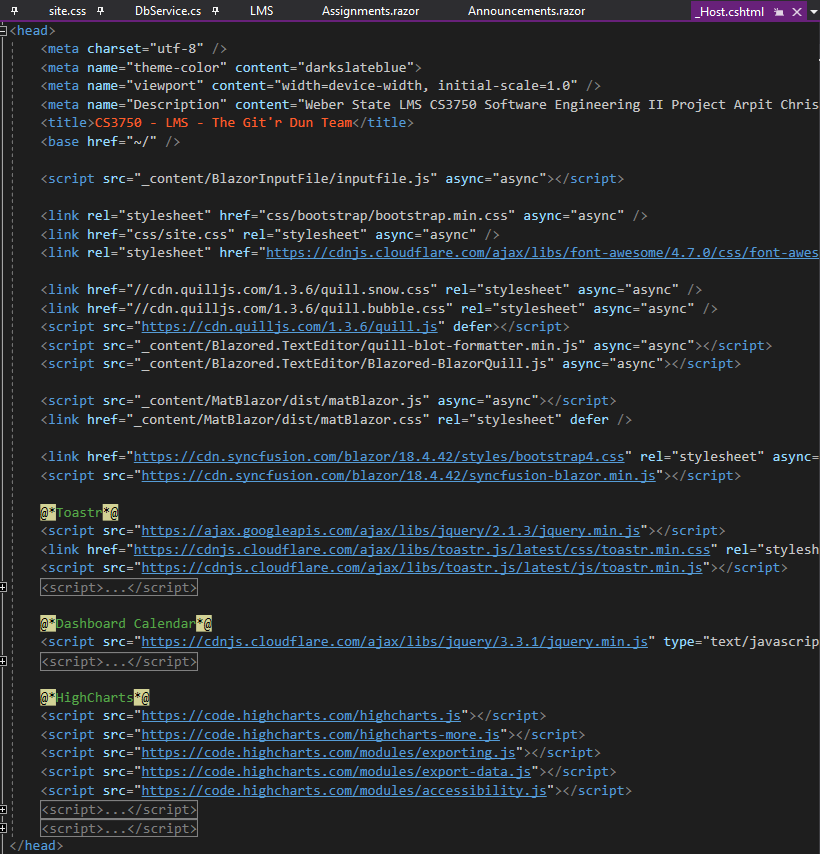 site.css DbService.cs LMS Assignments.razor Announcements.razor _Host.cshtml
<head>
<meta charset="utf-8" />
<meta name="theme-color" content="darkslateblue">
<meta name="viewport" content="width=device-width, initial-scale=1.0" />
<meta name="Description" content="Weber State LMS CS3750 Software Engineering II Project Arpit Chris
<title>CS3750 - LMS - The Git'r Dun Team</title>
<base href="~/" />
<script src="_content/BlazorInputFile/inputfile.js" async="async"></script>
<link rel="stylesheet" href="css/bootstrap/bootstrap.min.css" async="async" />
<link href="css/site.css" rel="stylesheet" async="async" />
<link rel="stylesheet" href="https://cdnjs.cloudflare.com/ajax/libs/font-awesome/4.7.0/css/font-awes
<link href="//cdn.quilljs.com/1.3.6/quill.snow.css" rel="stylesheet" async="async" />
<link href="//cdn.quilljs.com/1.3.6/quill.bubble.css" rel="stylesheet" async="async" />
<script src="https://cdn.quilljs.com/1.3.6/quill.js" defer></script>
<script src="_content/Blazored.TextEditor/quill-blot-formatter.min.js" async="async"></script>
<script src="_content/Blazored.TextEditor/Blazored-BlazorQuill.js" async="async"></script>
<script src="_content/MatBlazor/dist/matBlazor.js" async="async"></script>
<link href="_content/MatBlazor/dist/matBlazor.css" rel="stylesheet" defer />
<link href="https://cdn.syncfusion.com/blazor/18.4.42/styles/bootstrap4.css" rel="stylesheet" async=
<script src="https://cdn.syncfusion.com/blazor/18.4.42/syncfusion-blazor.min.js"></script>
@*Toastr*@
<script src="https://ajax.googleapis.com/ajax/libs/jquery/2.1.3/jquery.min.js"></script>
<link href="https://cdnjs.cloudflare.com/ajax/libs/toastr.js/latest/css/toastr.min.css" rel="stylesh
<script src="https://cdnjs.cloudflare.com/ajax/libs/toastr.js/latest/js/toastr.min.js"></script>
<script>...</script>
@*Dashboard Calendar*@
<script src="https://cdnjs.cloudflare.com/ajax/libs/jquery/3.3.1/jquery.min.js" type="text/javascrip
<script>...</script>
@*HighCharts*@
<script src="https://code.highcharts.com/highcharts.js"></script>
<script src="https://code.highcharts.com/highcharts-more.js"></script>
<script src="https://code.highcharts.com/modules/exporting.js"></script>
<script src="https://code.highcharts.com/modules/export-data.js"></script>
<script src="https://code.highcharts.com/modules/accessibility.js"></script>
<script>...</script>
<script>...</script>
</head>